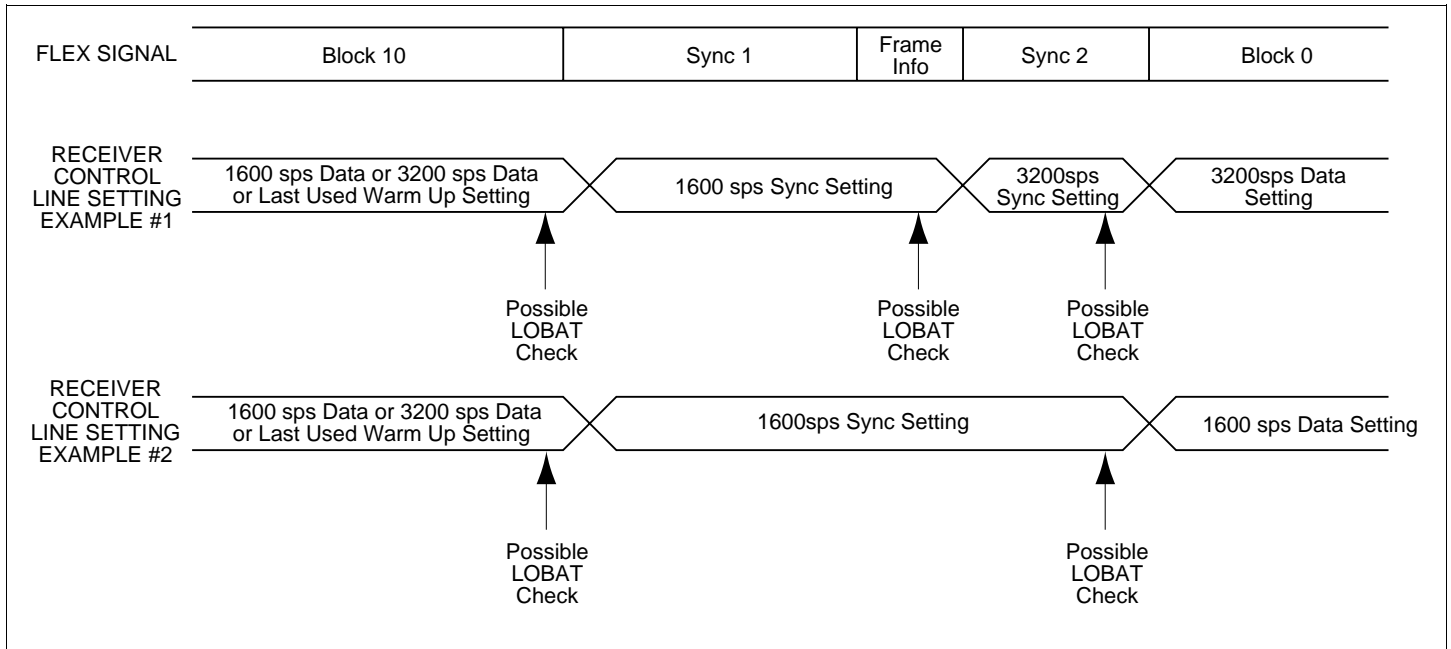 FLEX SIGNAL
Block 10
Sync 1
Frame
Info
Sync 2
Block 0
RECEIVER
CONTROL
LINE SETTING
EXAMPLE #1
1600 sps Data or 3200 sps Data
or Last Used Warm Up Setting
1600 sps Sync Setting
3200sps
Sync Setting
3200sps Data
Setting
Possible
LOBAT
Check
Possible
LOBAT
Check
Possible
LOBAT
Check
RECEIVER
CONTROL
LINE SETTING
EXAMPLE #2
1600 sps Data or 3200 sps Data
or Last Used Warm Up Setting
1600sps Sync Setting
1600 sps Data Setting
Possible
LOBAT
Check
Possible
LOBAT
Check